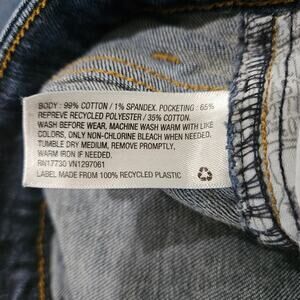 BODY : 99% COTTON / 1% SPANDEX. POCKETING : 65%
REPREVE RECYCLED POLYESTER / 35% COTTON.
WASH BEFORE WEAR, MACHINE WASH WARM WITH LIKE
COLORS, ONLY NON-CHLORINE BLEACH WHEN NEEDED.
TUMBLE DRY MEDIUM, REMOVE PROMPTLY,
WARM IRON IF NEEDED.
RN17730 VN1297061
LABEL MADE FROM 100% RECYCLED PLASTIC